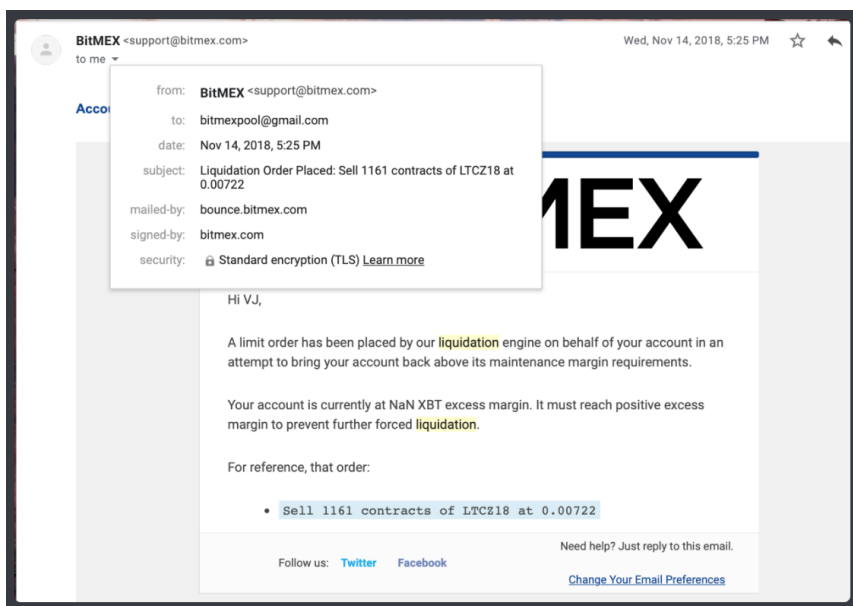 BitMEX <support@bitmex.com>
Wed, Nov 14, 2018, 5:25 PM
to me
from: BitMEX <support@bitmex.com>
Accou
to: bitmexpool@gmail.com
date: Nov 14, 2018, 5:25 PM
subject: Liquidation Order Placed: Sell 1161 contracts of LTCZ18 at
0.00722
mailed-by: bounce.bitmex.com
signed-by: bitmex.com
security: Standard encryption (TLS) Learn more
MEX
Hi VJ,
A limit order has been placed by our liquidation engine on behalf of your account in an
attempt to bring your account back above its maintenance margin requirements.
Your account is currently at NaN XBT excess margin. It must reach positive excess
margin to prevent further forced liquidation.
For reference, that order:
• Sell 1161 contracts of LTCZ18 at 0.00722
Need help? Just reply to this email.
Follow us: Twitter Facebook
Change Your Email Preferences